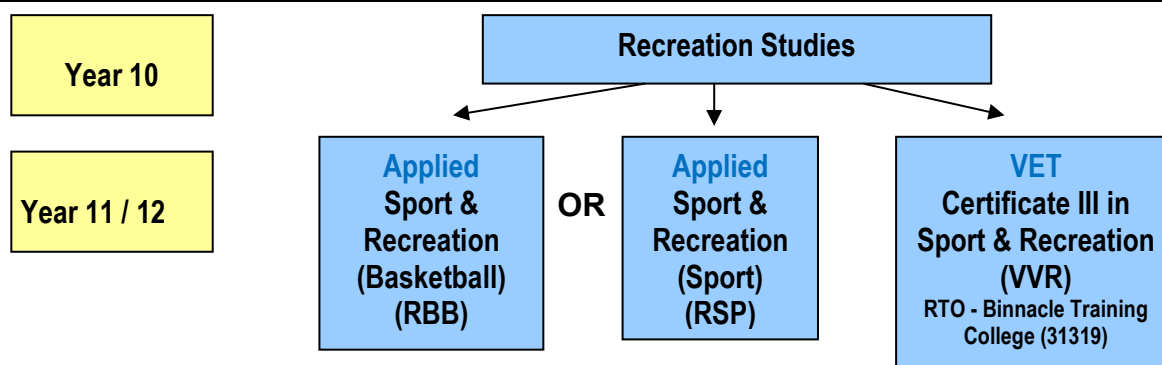 Year 10
Recreation Studies
Year 11 / 12
Applied
Sport &
Recreation
(Basketball)
(RBB)
OR
Applied
Sport &
Recreation
(Sport)
(RSP)
VET
Certificate III in
Sport & Recreation
(VVR)
RTO - Binnacle Training
College (31319)